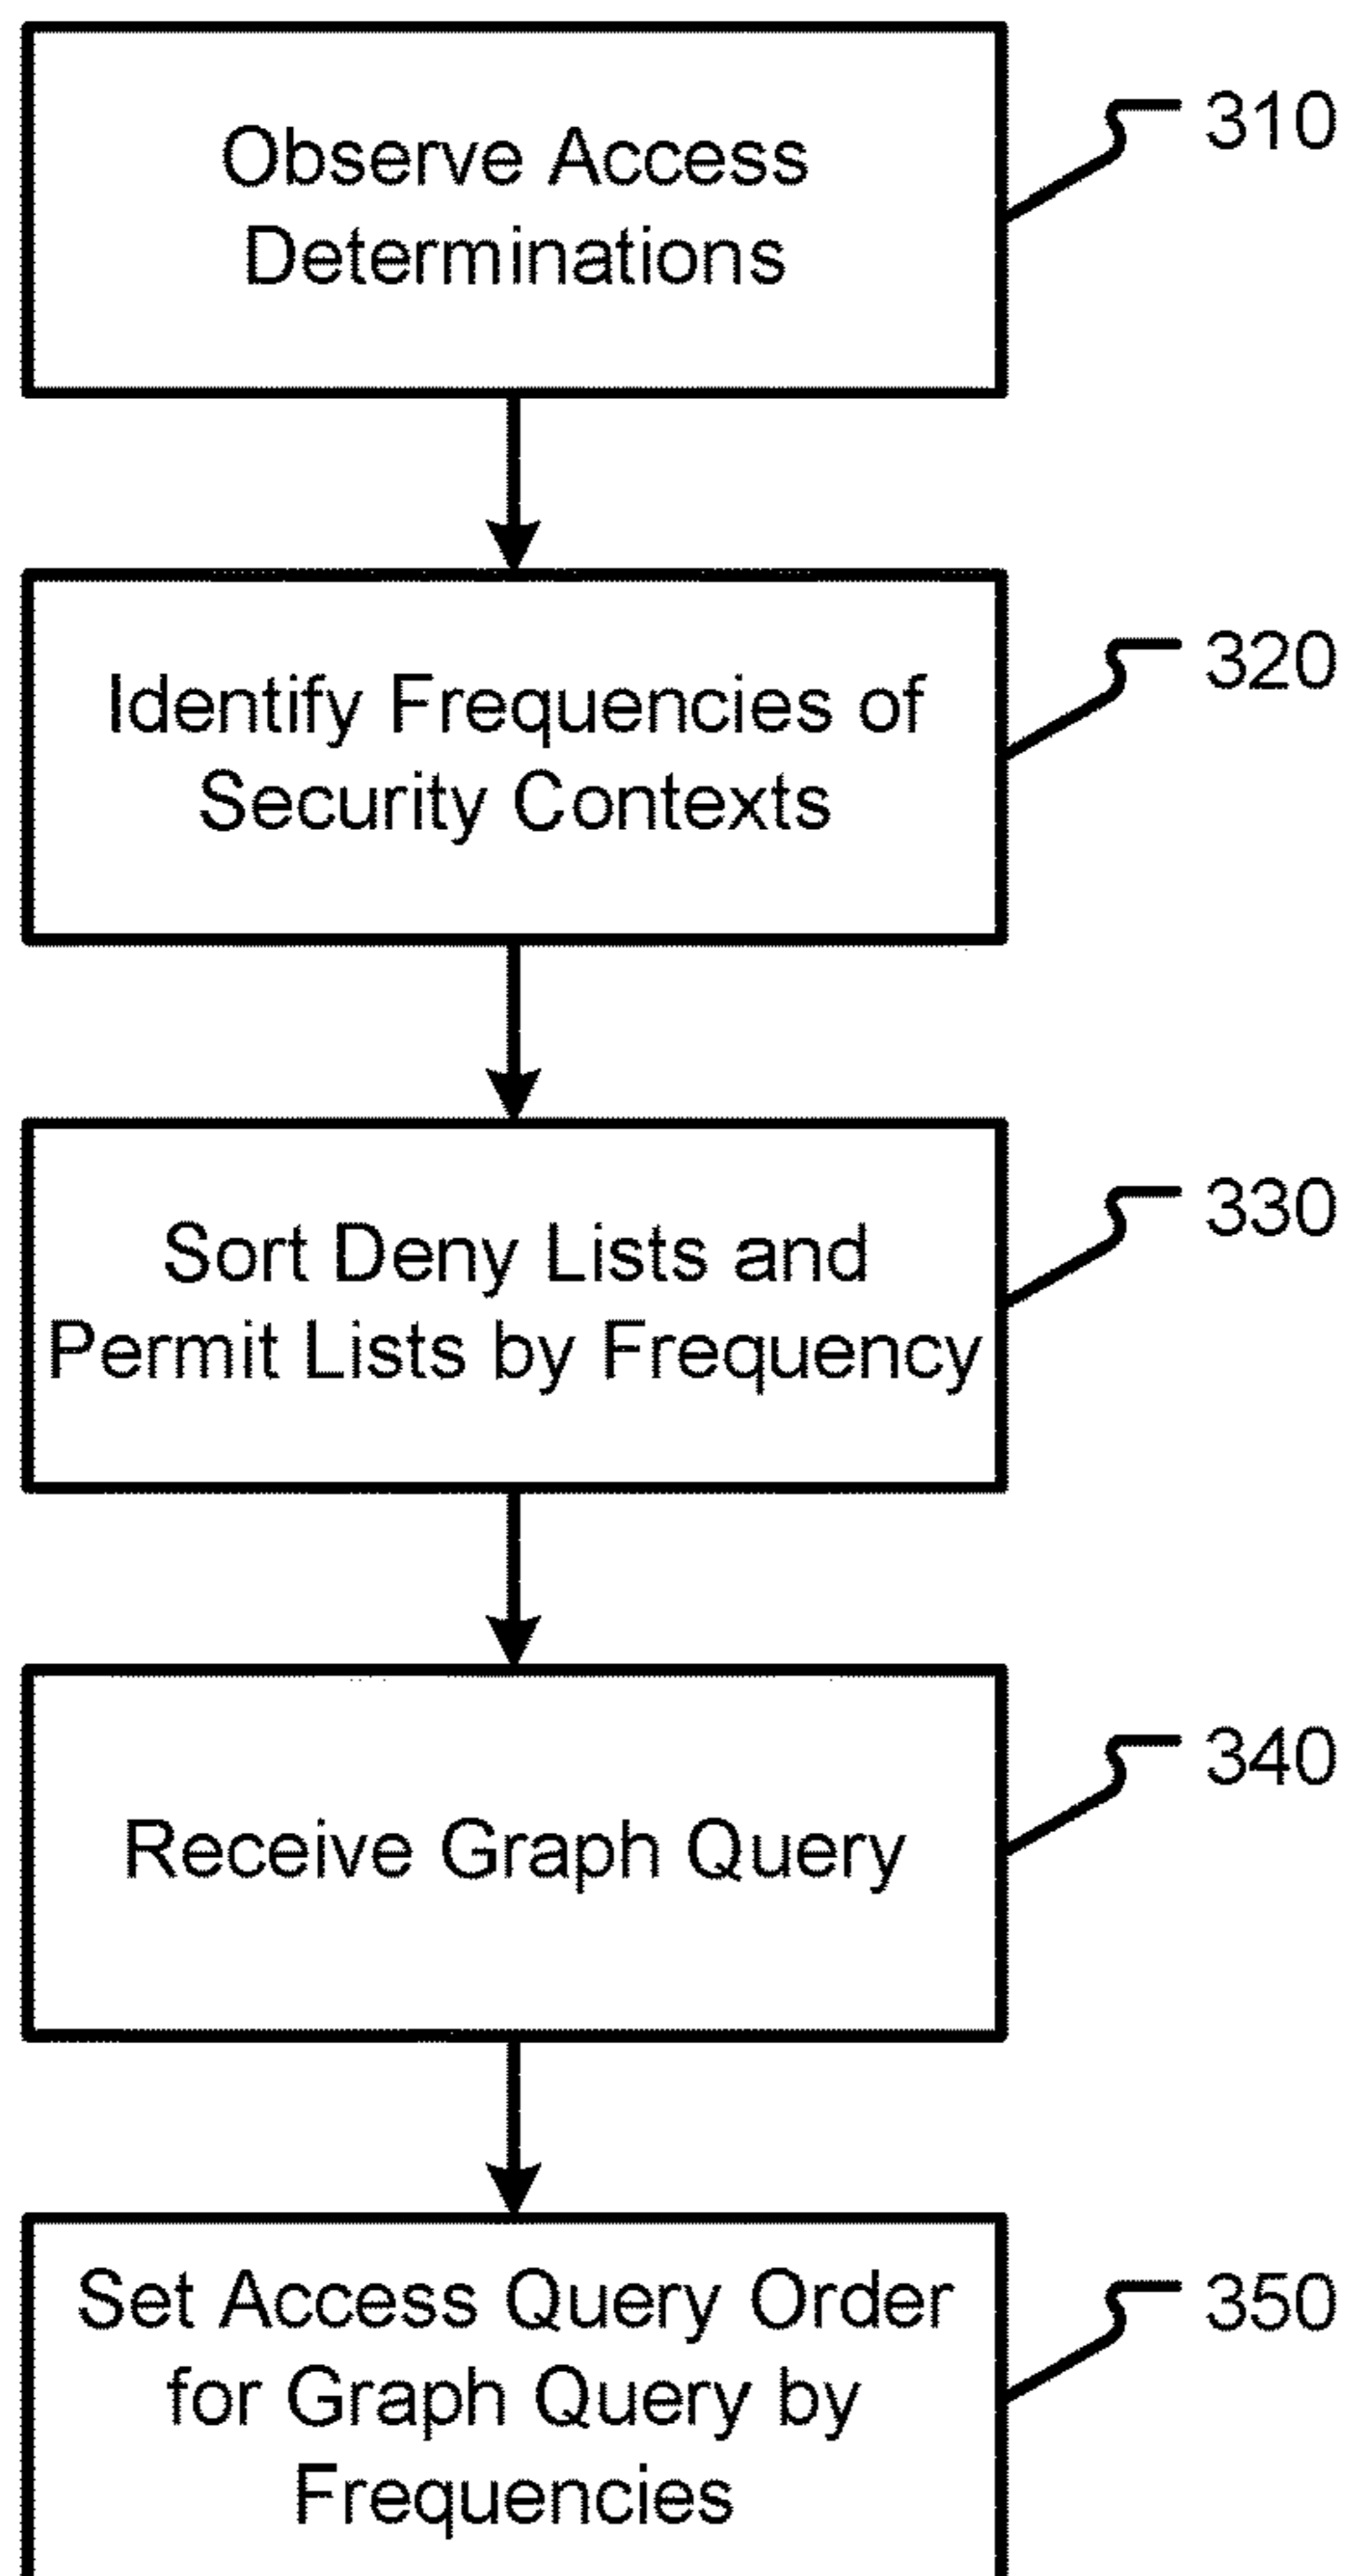 Observe Access
Determinations
310
Identify Frequencies of
Security Contexts
320
Sort Deny Lists and
Permit Lists by Frequency
330
Receive Graph Query
340
Set Access Query Order
for Graph Query by
Frequencies
350